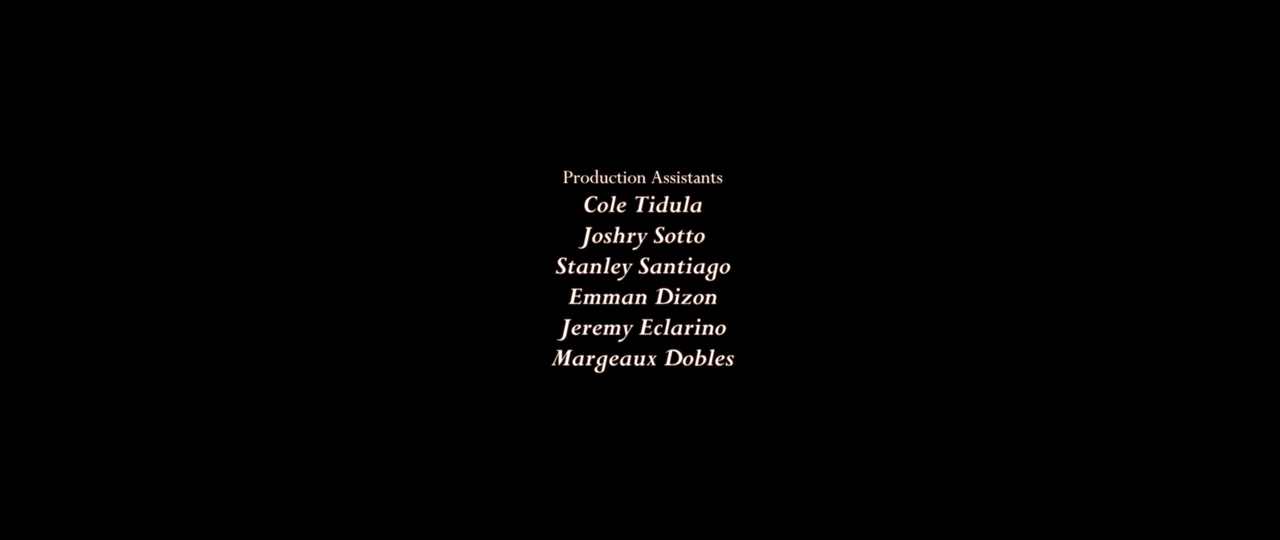 Production Assistants
Cole Tidula
Joshry Sotto
Stanley Santiago
Emman Dizon
Jeremy Eclarino
Margeaux Dobles